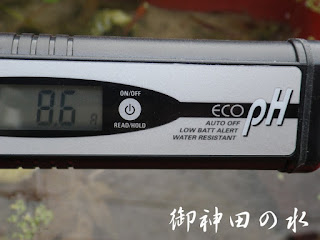 8.6
ON/OFF
READ/HOLD
ECO pH
AUTO OFF
LOW BATT ALERT
WATER RESISTANT
御神田の水